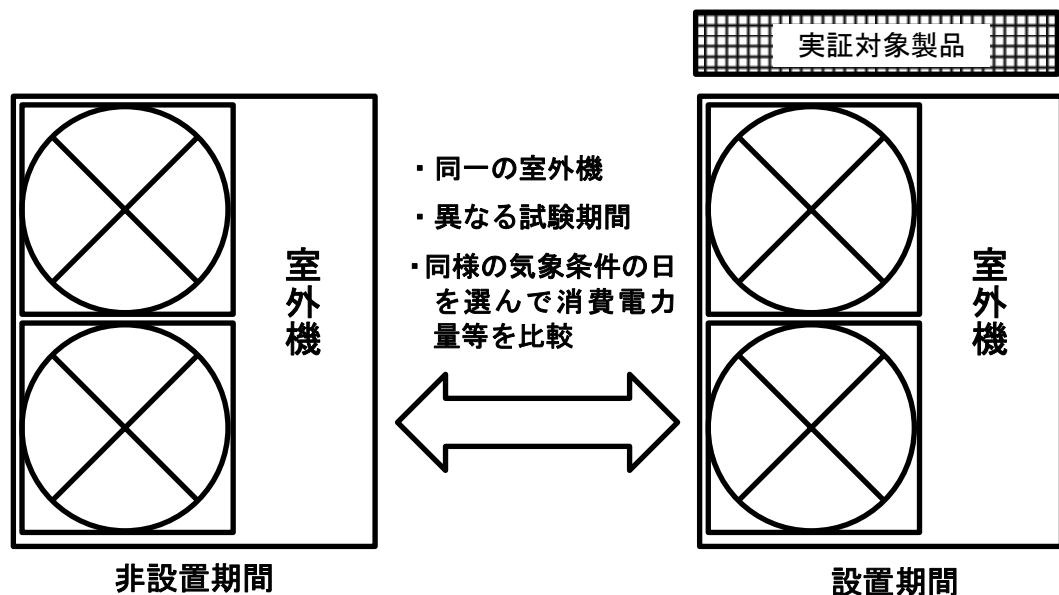 実証対象製品
室外機
・同一の室外機
・異なる試験期間
・同様の気象条件の日
を選んで消費電力
量等を比較
室外機
非設置期間
設置期間